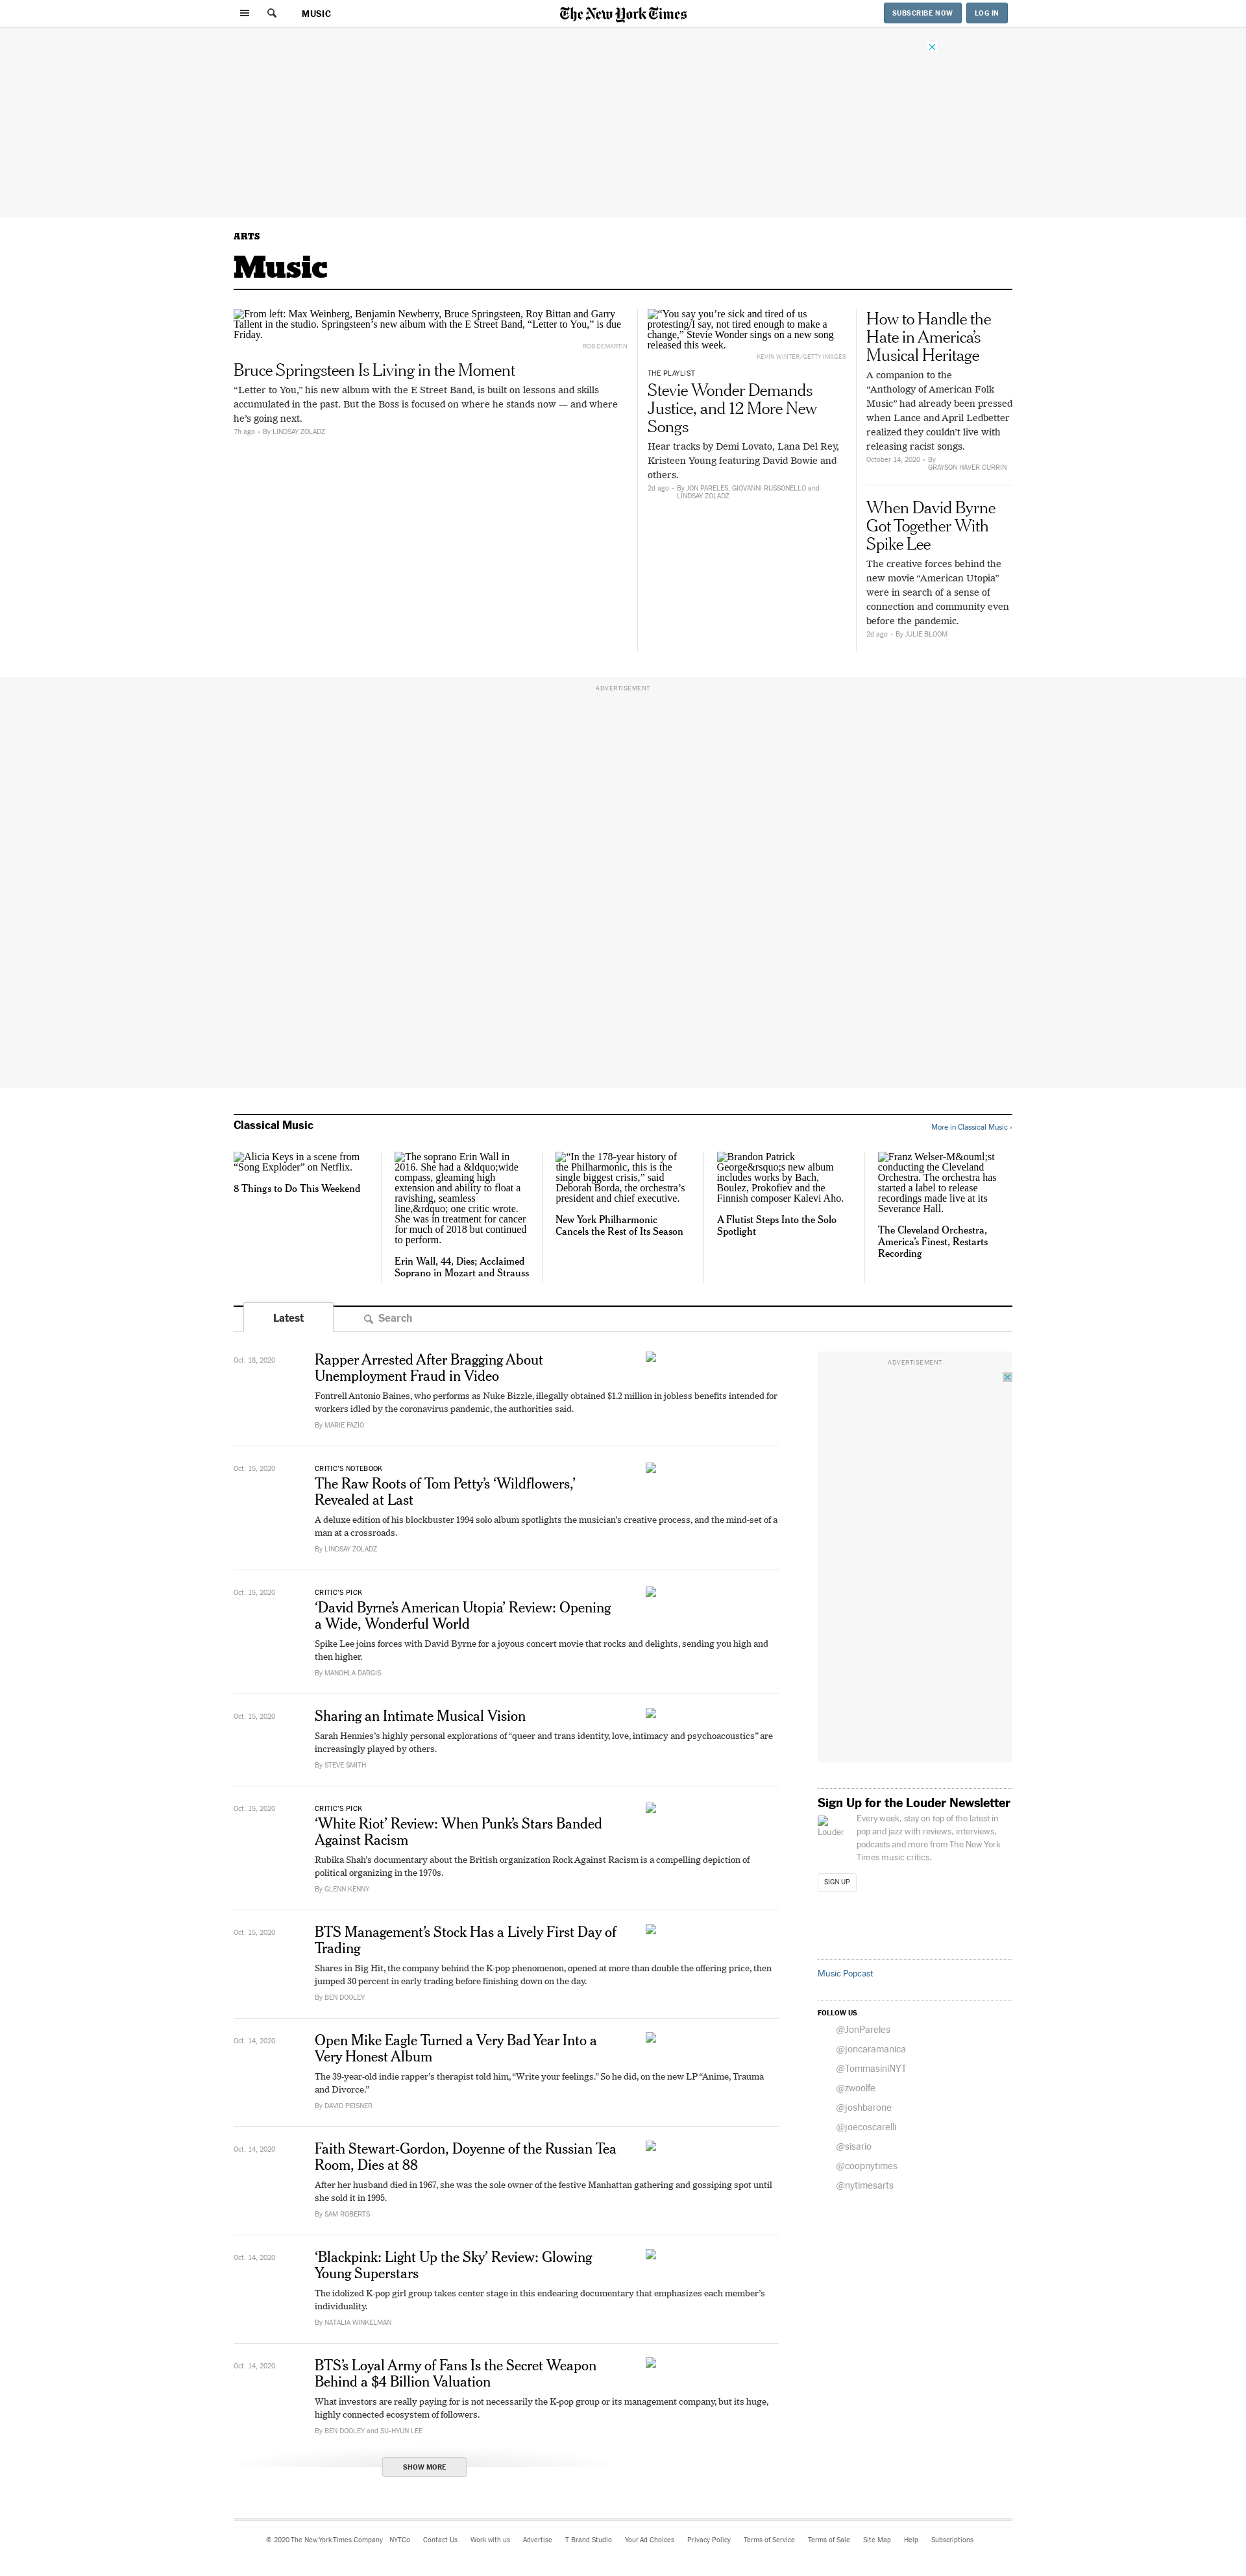 MUSIC
The New York Times
SUBSCRIBE NOW
LOG IN
ARTS
Music
From left: Max Weinberg, Benjamin Newberry, Bruce Springsteen, Roy Bittan and Garry
Tallent in the studio. Springsteen’s new album with the E Street Band, “Letter to You,” is due
Friday.
ROB DEMARTIN
Bruce Springsteen Is Living in the Moment
“Letter to You,” his new album with the E Street Band, is built on lessons and skills
accumulated in the past. But the Boss is focused on where he stands now — and where
he’s going next.
7h ago • By LINDSAY ZOLADZ
“You say you’re sick and tired of us
protesting/I say, not tired enough to make a
change,” Stevie Wonder sings on a new song
released this week.
KEVIN WINTER/GETTY IMAGES
THE PLAYLIST
Stevie Wonder Demands
Justice, and 12 More New
Songs
Hear tracks by Demi Lovato, Lana Del Rey,
Kristeen Young featuring David Bowie and
others.
2d ago • By JON PARELES, GIOVANNI RUSSONELLO and
LINDSAY ZOLADZ
How to Handle the
Hate in America’s
Musical Heritage
A companion to the
“Anthology of American Folk
Music” had already been pressed
when Lance and April Ledbetter
realized they couldn’t live with
releasing racist songs.
October 14, 2020 • By
GRAYSON HAVER CURRIN
When David Byrne
Got Together With
Spike Lee
The creative forces behind the
new movie “American Utopia”
were in search of a sense of
connection and community even
before the pandemic.
2d ago • By JULIE BLOOM
ADVERTISEMENT
Classical Music
More in Classical Music ›
Alicia Keys in a scene from
“Song Exploder” on Netflix.
8 Things to Do This Weekend
The soprano Erin Wall in
2016. She had a &ldquo;wide
compass, gleaming high
extension and ability to float a
ravishing, seamless
line,&rdquo; one critic wrote.
She was in treatment for cancer
for much of 2018 but continued
to perform.
Erin Wall, 44, Dies; Acclaimed
Soprano in Mozart and Strauss
“In the 178-year history of
the Philharmonic, this is the
single biggest crisis,” said
Deborah Borda, the orchestra’s
president and chief executive.
New York Philharmonic
Cancels the Rest of Its Season
Brandon Patrick
George&rsquo;s new album
includes works by Bach,
Boulez, Prokofiev and the
Finnish composer Kalevi Aho.
A Flutist Steps Into the Solo
Spotlight
Franz Welser-M&ouml;st
conducting the Cleveland
Orchestra. The orchestra has
started a label to release
recordings made live at its
Severance Hall.
The Cleveland Orchestra,
America’s Finest, Restarts
Recording
Latest
Search
Oct. 18, 2020
Rapper Arrested After Bragging About
Unemployment Fraud in Video
Fontrell Antonio Baines, who performs as Nuke Bizzle, illegally obtained $1.2 million in jobless benefits intended for
workers idled by the coronavirus pandemic, the authorities said.
By MARIE FAZIO
Oct. 15, 2020
CRITIC’S NOTEBOOK
The Raw Roots of Tom Petty’s ‘Wildflowers,’
Revealed at Last
A deluxe edition of his blockbuster 1994 solo album spotlights the musician’s creative process, and the mind-set of a
man at a crossroads.
By LINDSAY ZOLADZ
Oct. 15, 2020
CRITIC’S PICK
‘David Byrne’s American Utopia’ Review: Opening
a Wide, Wonderful World
Spike Lee joins forces with David Byrne for a joyous concert movie that rocks and delights, sending you high and
then higher.
By MANOHLA DARGIS
Oct. 15, 2020
Sharing an Intimate Musical Vision
Sarah Hennies’s highly personal explorations of “queer and trans identity, love, intimacy and psychoacoustics” are
increasingly played by others.
By STEVE SMITH
Oct. 15, 2020
CRITIC’S PICK
‘White Riot’ Review: When Punk’s Stars Banded
Against Racism
Rubika Shah’s documentary about the British organization Rock Against Racism is a compelling depiction of
political organizing in the 1970s.
By GLENN KENNY
Oct. 15, 2020
BTS Management’s Stock Has a Lively First Day of
Trading
Shares in Big Hit, the company behind the K-pop phenomenon, opened at more than double the offering price, then
jumped 30 percent in early trading before finishing down on the day.
By BEN DOOLEY
Oct. 14, 2020
Open Mike Eagle Turned a Very Bad Year Into a
Very Honest Album
The 39-year-old indie rapper’s therapist told him, “Write your feelings.” So he did, on the new LP “Anime, Trauma
and Divorce.”
By DAVID PEISNER
Oct. 14, 2020
Faith Stewart-Gordon, Doyenne of the Russian Tea
Room, Dies at 88
After her husband died in 1967, she was the sole owner of the festive Manhattan gathering and gossiping spot until
she sold it in 1995.
By SAM ROBERTS
Oct. 14, 2020
‘Blackpink: Light Up the Sky’ Review: Glowing
Young Superstars
The idolized K-pop girl group takes center stage in this endearing documentary that emphasizes each member’s
individuality.
By NATALIA WINKELMAN
Oct. 14, 2020
BTS’s Loyal Army of Fans Is the Secret Weapon
Behind a $4 Billion Valuation
What investors are really paying for is not necessarily the K-pop group or its management company, but its huge,
highly connected ecosystem of followers.
By BEN DOOLEY and SU-HYUN LEE
SHOW MORE
ADVERTISEMENT
Sign Up for the Louder Newsletter
Louder
Every week, stay on top of the latest in
pop and jazz with reviews, interviews,
podcasts and more from The New York
Times music critics.
SIGN UP
Music Popcast
FOLLOW US
@JonPareles
@joncaramanica
@TommasiniNYT
@zwoolfe
@joshbarone
@joecoscarelli
@sisario
@coopnytimes
@nytimesarts
© 2020 The New York Times Company NYTCo Contact Us Work with us Advertise T Brand Studio Your Ad Choices Privacy Policy Terms of Service Terms of Sale Site Map Help Subscriptions